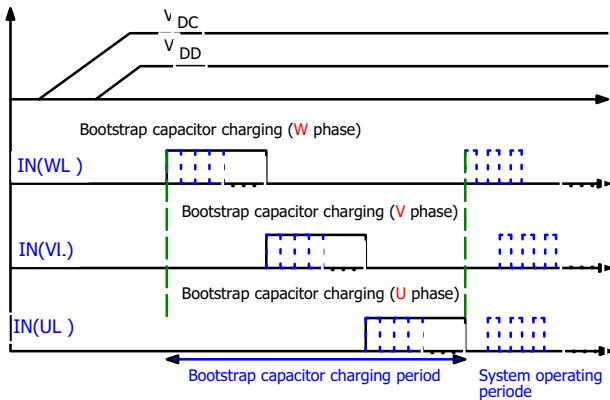 V DC
V DD
Bootstrap capacitor charging (W phase)
IN(WL )
Bootstrap capacitor charging (V phase)
IN(VL)
Bootstrap capacitor charging (U phase)
IN(UL )
Bootstrap capacitor charging period
System operating
periode